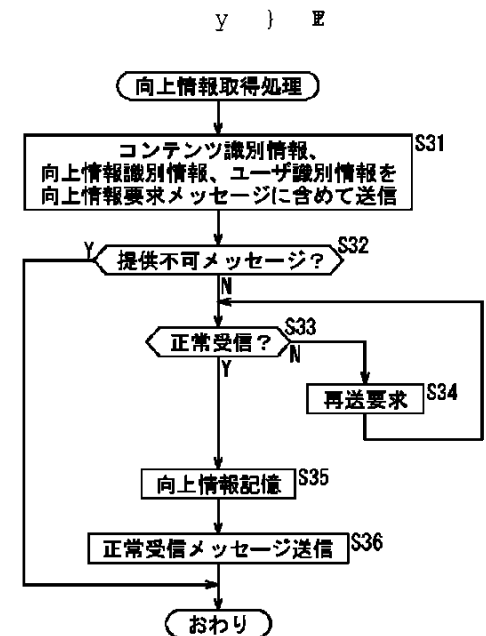 y } 
向上情報取得処理
S31
コンテンツ識別情報、
向上情報識別情報、ユーザ識別情報を
向上情報要求メッセージに含めて送信
S32
Y
提供不可メッセージ？
N
S33
正常受信？
N
Y
S34
再送要求
S35
向上情報記憶
S36
正常受信メッセージ送信
おわり